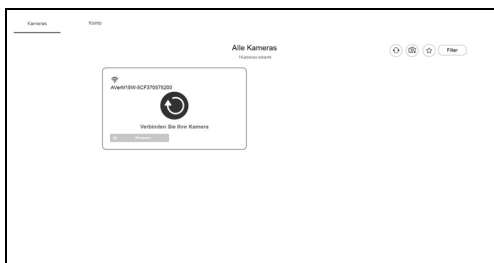 Kameras
Konto
Alle Kameras
1Kameras erkannt
Filter
AVerM15W-5CF370575200
Verbinden Sie Ihre Kamera